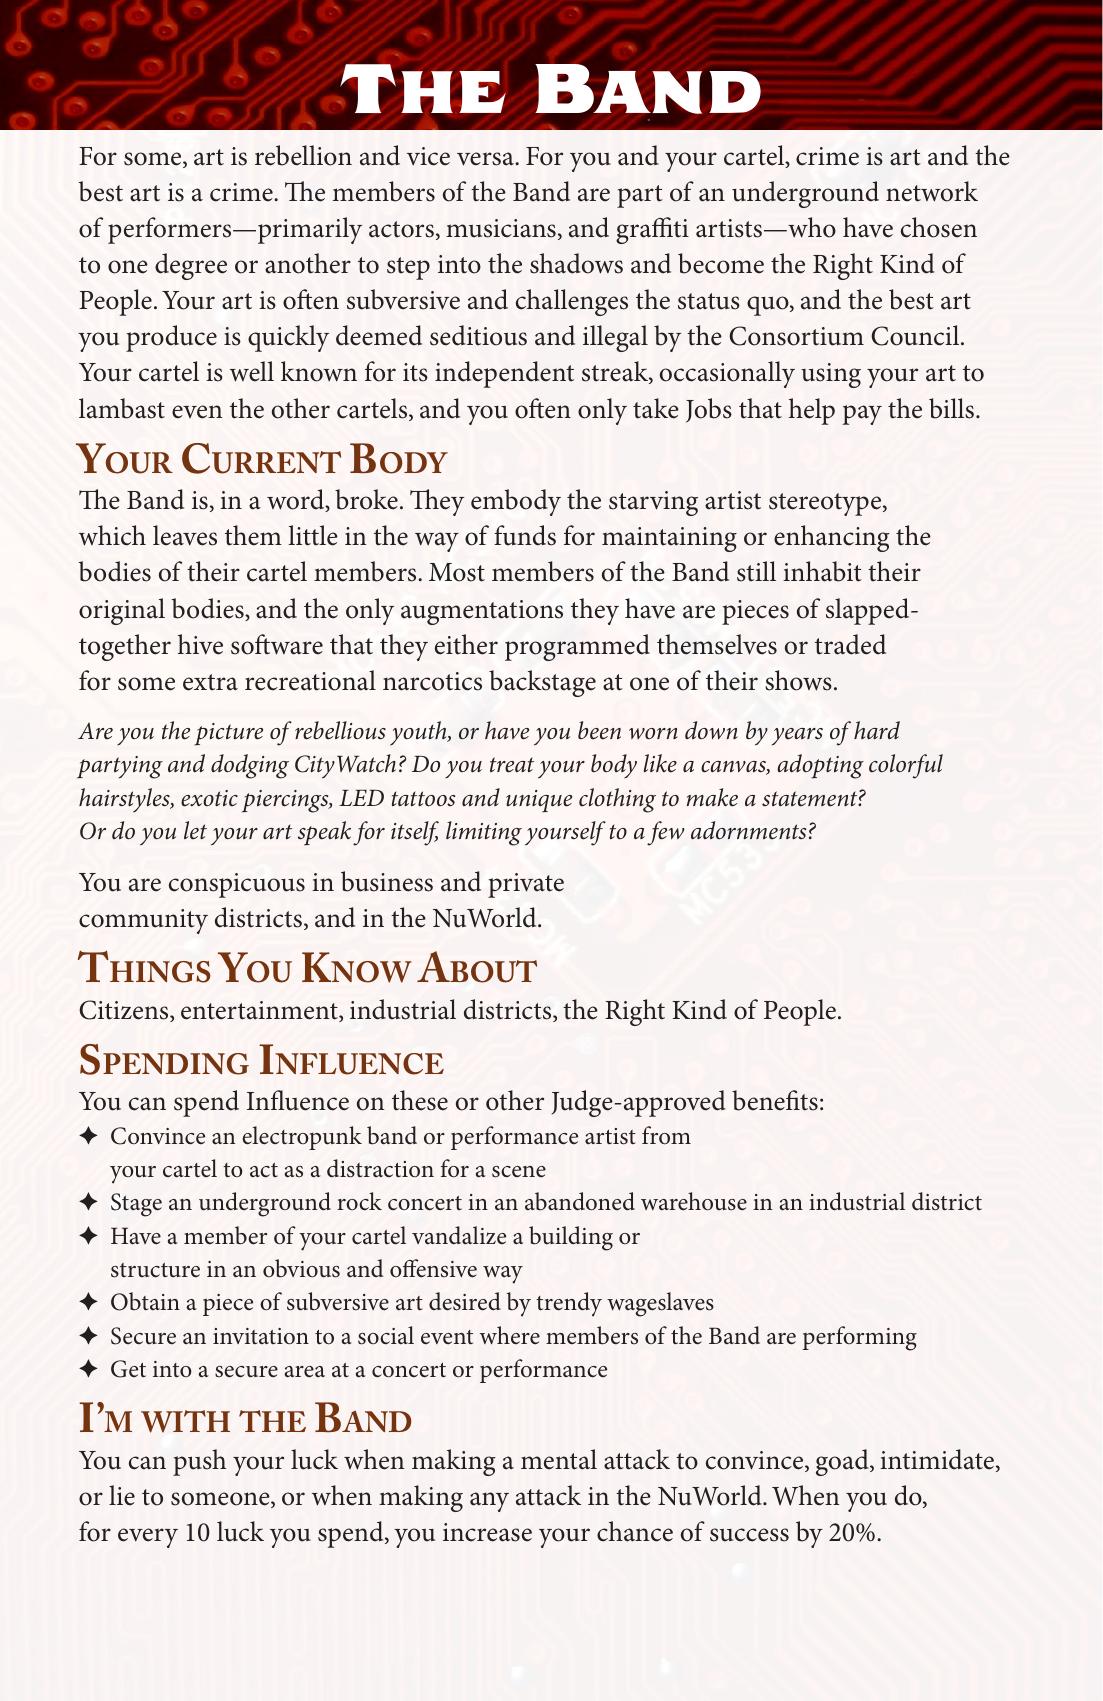 The Band
For some, art is rebellion and vice versa. For you and your cartel, crime is art and the
best art is a crime. The members of the Band are part of an underground network
of performers—primarily actors, musicians, and graffiti artists—who have chosen
to one degree or another to step into the shadows and become the Right Kind of
People. Your art is often subversive and challenges the status quo, and the best art
you produce is quickly deemed seditious and illegal by the Consortium Council.
Your cartel is well known for its independent streak, occasionally using your art to
lambast even the other cartels, and you often only take Jobs that help pay the bills.
Your Current Body
The Band is, in a word, broke. They embody the starving artist stereotype,
which leaves them little in the way of funds for maintaining or enhancing the
bodies of their cartel members. Most members of the Band still inhabit their
original bodies, and the only augmentations they have are pieces of slapped-
together hive software that they either programmed themselves or traded
for some extra recreational narcotics backstage at one of their shows.
Are you the picture of rebellious youth, or have you been worn down by years of hard
partying and dodging CityWatch? Do you treat your body like a canvas, adopting colorful
hairstyles, exotic piercings, LED tattoos and unique clothing to make a statement?
Or do you let your art speak for itself, limiting yourself to a few adornments?
You are conspicuous in business and private
community districts, and in the NuWorld.
Things You Know About
Citizens, entertainment, industrial districts, the Right Kind of People.
Spending Influence
You can spend Influence on these or other Judge-approved benefits:
✦ Convince an electropunk band or performance artist from
your cartel to act as a distraction for a scene
✦ Stage an underground rock concert in an abandoned warehouse in an industrial district
✦ Have a member of your cartel vandalize a building or
structure in an obvious and offensive way
✦ Obtain a piece of subversive art desired by trendy wageslaves
✦ Secure an invitation to a social event where members of the Band are performing
✦ Get into a secure area at a concert or performance
I'm with the Band
You can push your luck when making a mental attack to convince, goad, intimidate,
or lie to someone, or when making any attack in the NuWorld. When you do,
for every 10 luck you spend, you increase your chance of success by 20%.